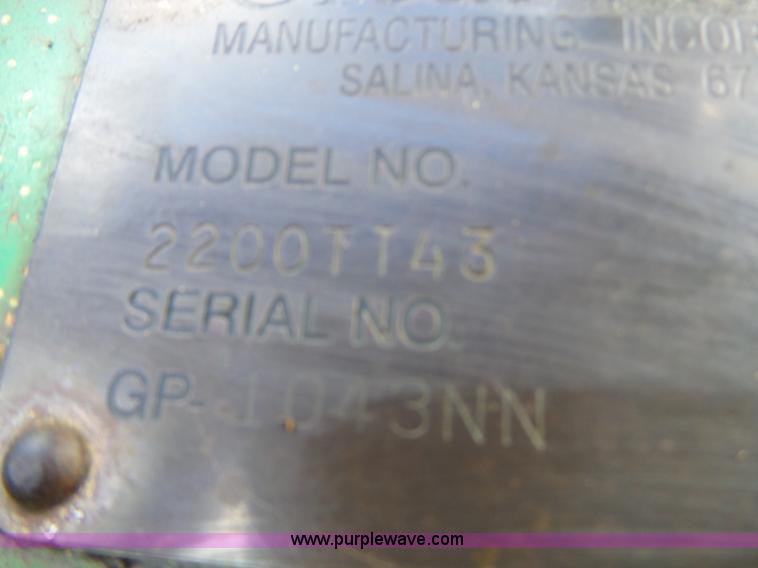 MANUFACTURING, INCOR
SALINA, KANSAS 67
MODEL NO.
2200TT43
SERIAL NO.
GP-1043NN
www.purplewave.com